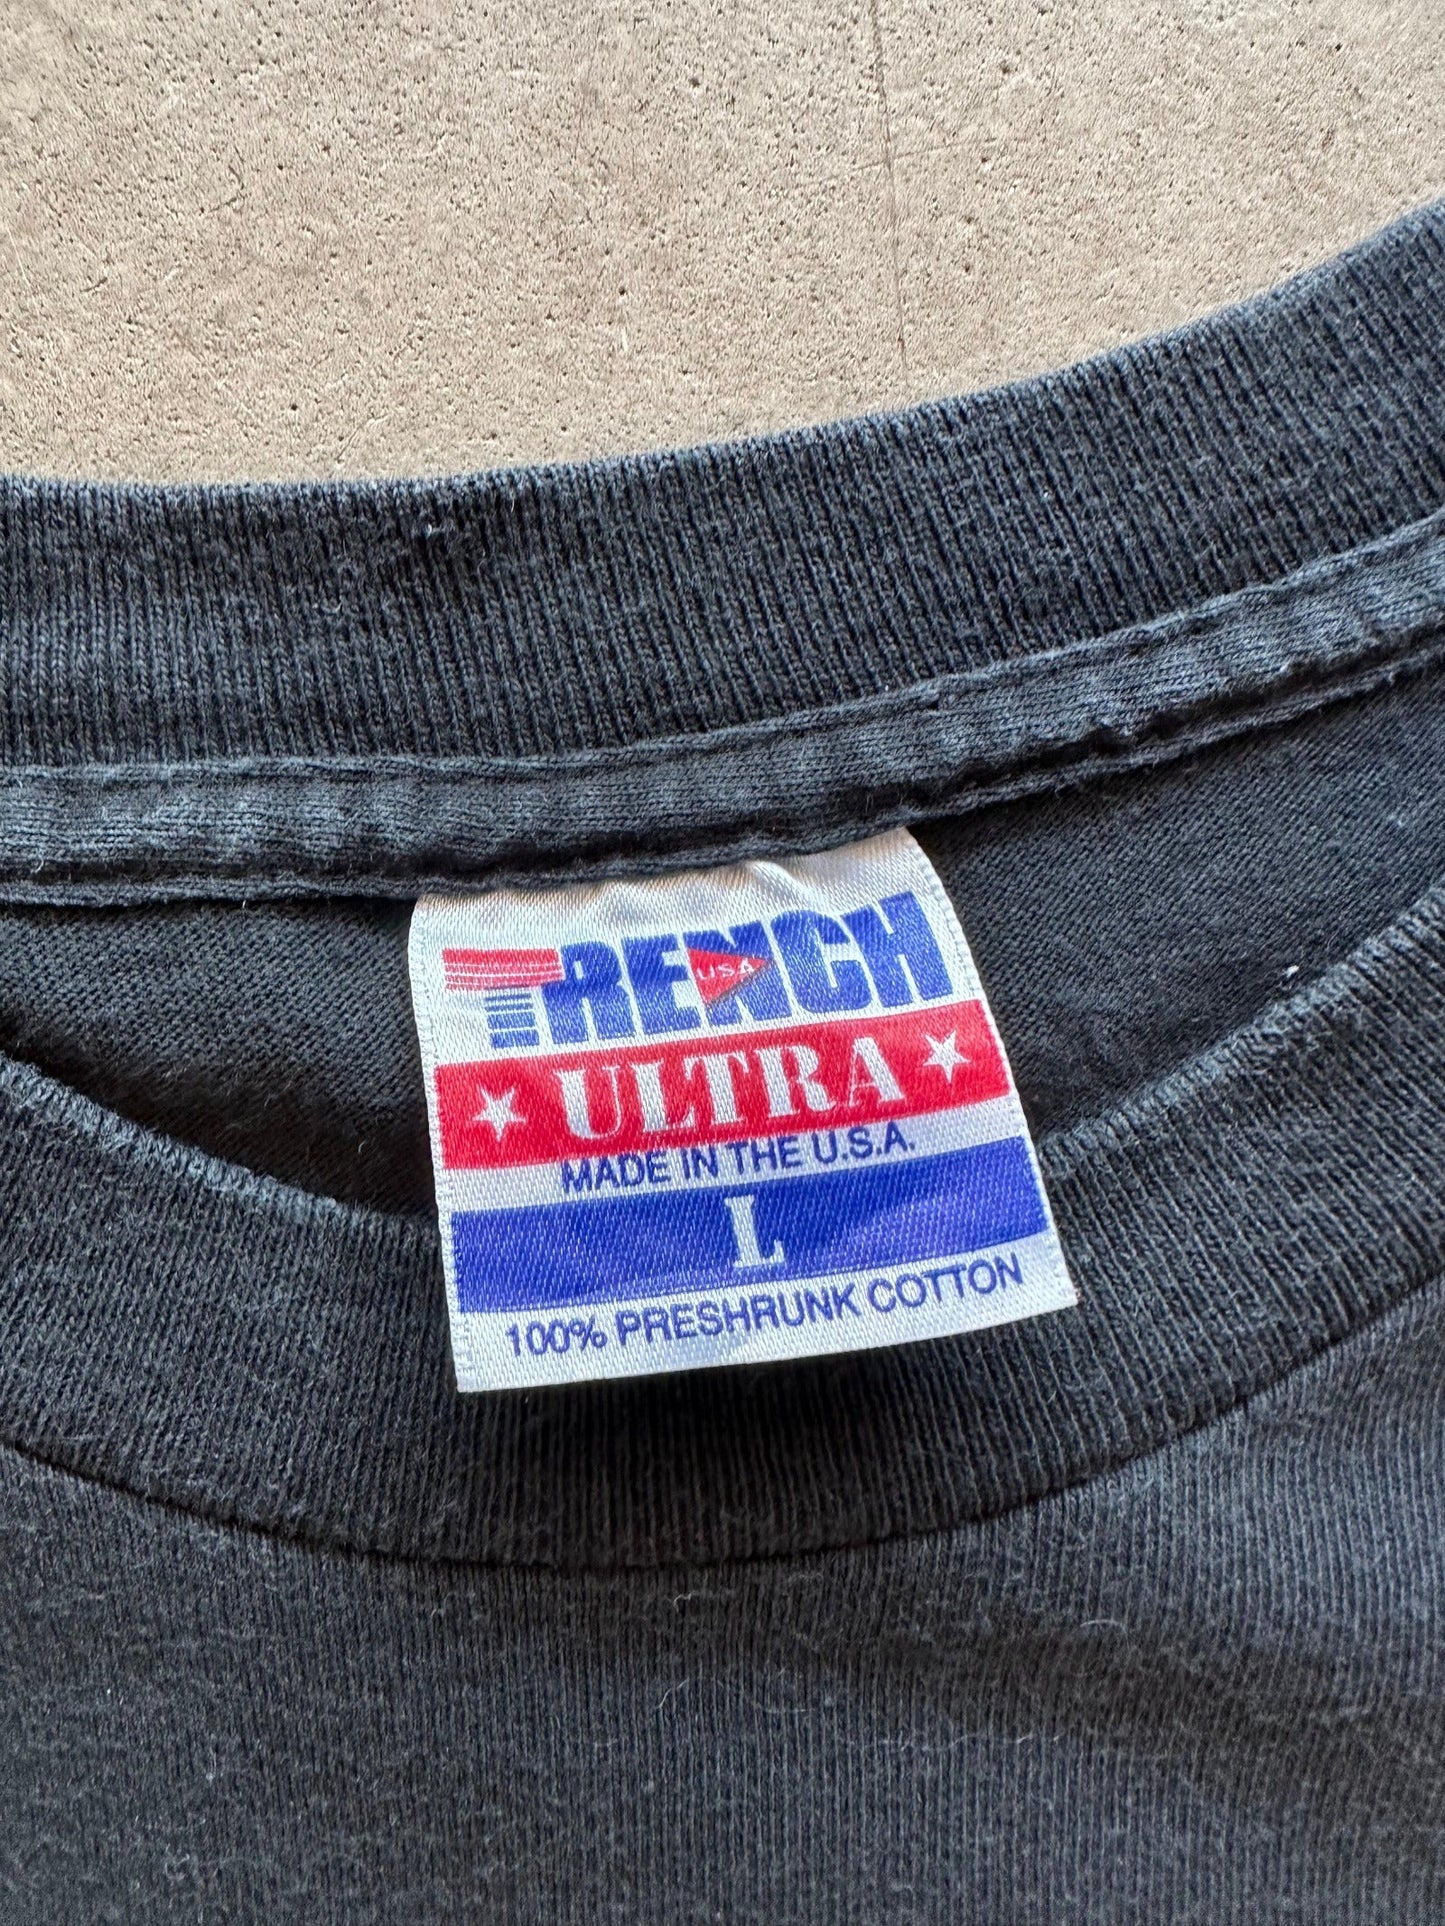 TRENCH
USA
ULTRA
MADE IN THE U.S.A.
L
100% PRESHRUNK COTTON